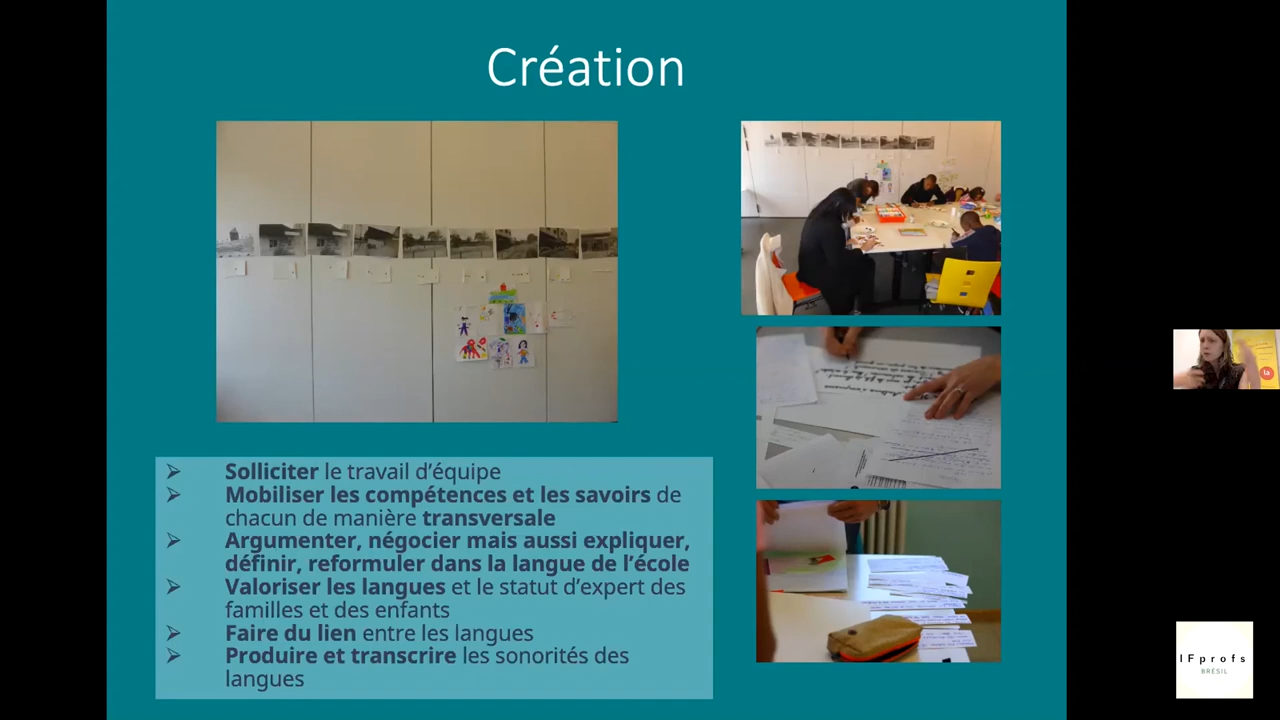 Création
➢ Solliciter le travail d'équipe
➢ Mobiliser les compétences et les savoirs de
chacun de manière transversale
➢ Argumenter, négocier mais aussi expliquer,
définir, reformuler dans la langue de l'école
➢ Valoriser les langues et le statut d'expert des
familles et des enfants
➢ Faire du lien entre les langues
➢ Produire et transcrire les sonorités des
langues
la
IFprofs
BRÉSIL